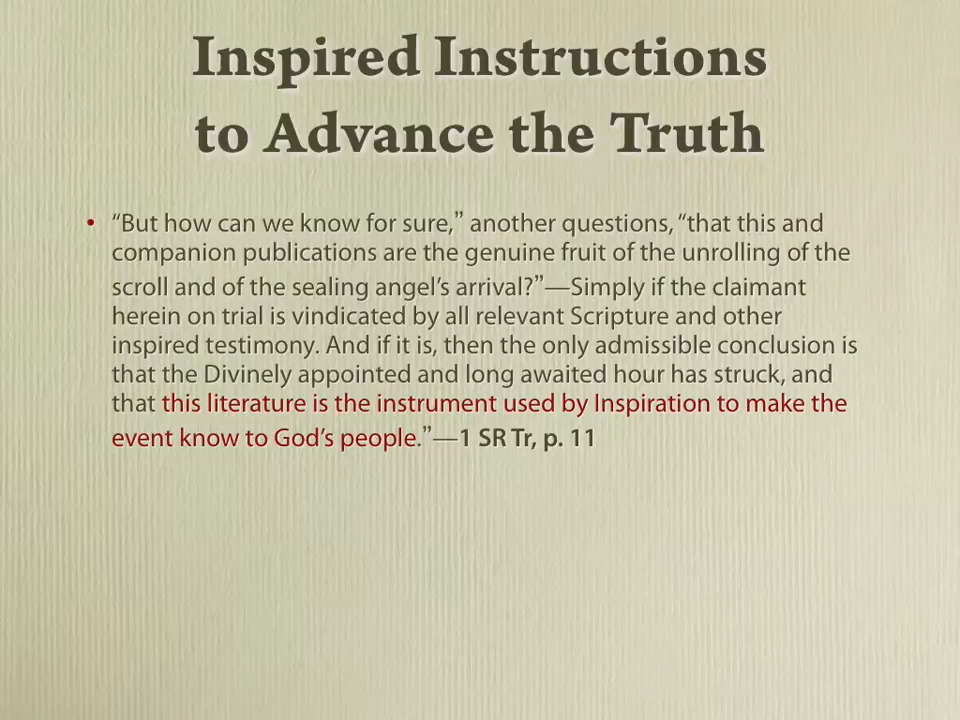 Inspired Instructions
to Advance the Truth
• “But how can we know for sure,” another questions, “that this and
companion publications are the genuine fruit of the unrolling of the
scroll and of the sealing angel’s arrival?”—Simply if the claimant
herein on trial is vindicated by all relevant Scripture and other
inspired testimony. And if it is, then the only admissible conclusion is
that the Divinely appointed and long awaited hour has struck, and
that this literature is the instrument used by Inspiration to make the
event know to God’s people.”—1 SR Tr, p. 11